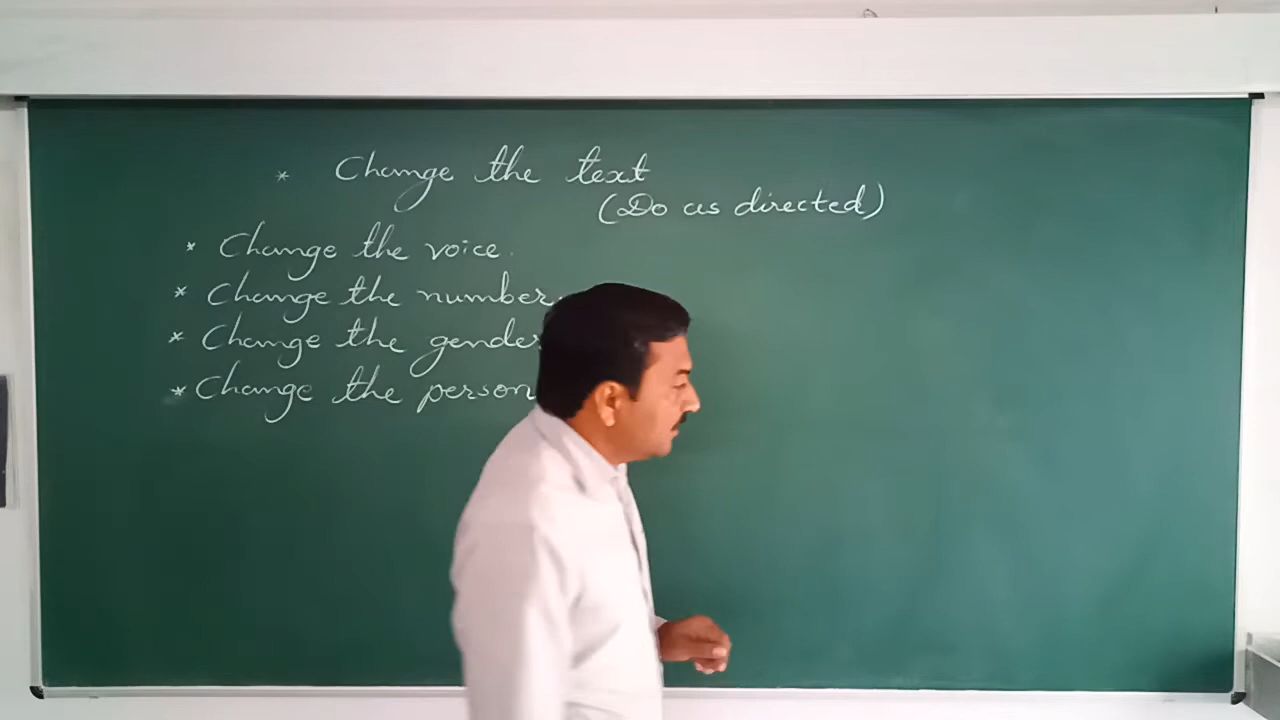 * Change the text
(Do as directed)
* Change the voice.
* Change the number.
* Change the gender
* Change the person